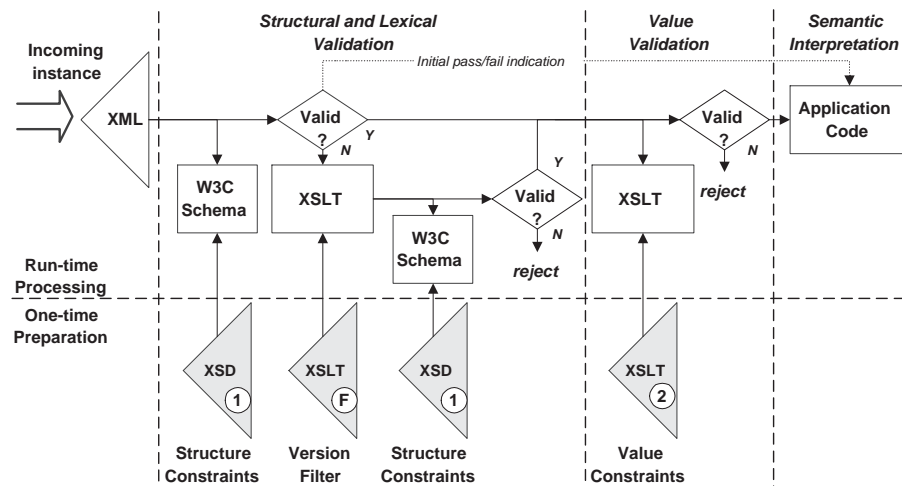 Structural and Lexical
Validation
Value
Validation
Semantic
Interpretation
Incoming
instance
Initial pass/fail indication
XML
Valid
?
Y
N
Valid
?
Y
N
reject
Valid
?
N
reject
Application
Code
W3C
Schema
XSLT
W3C
Schema
XSLT
Run-time
Processing
One-time
Preparation
XSD
1
XSLT
F
XSD
1
XSLT
2
Structure
Constraints
Version
Filter
Structure
Constraints
Value
Constraints